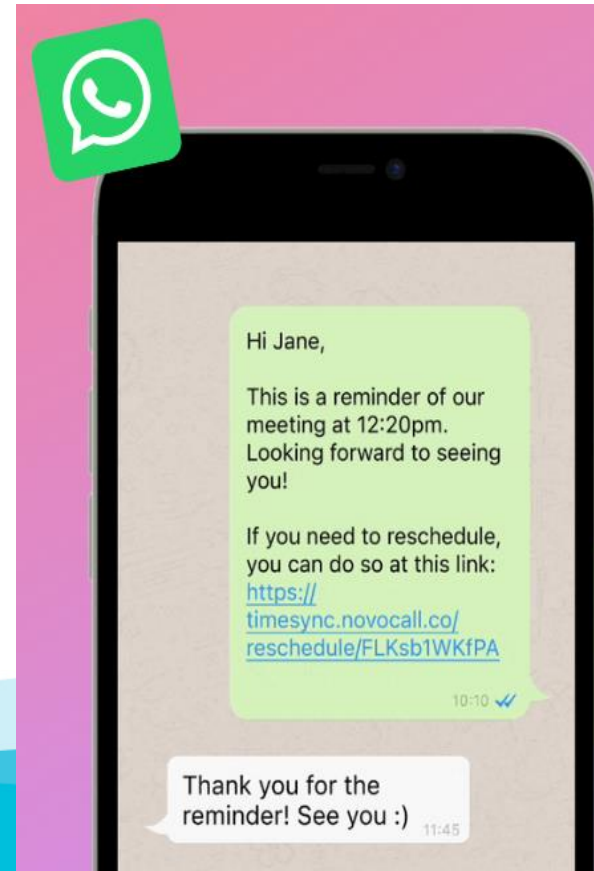 Hi Jane,
This is a reminder of our
meeting at 12:20pm.
Looking forward to seeing
you!
If you need to reschedule,
you can do so at this link:
https://
timesync.novocall.co/
reschedule/FLKsb1WKfPA
10:10
Thank you for the
reminder! See you :)
11:45